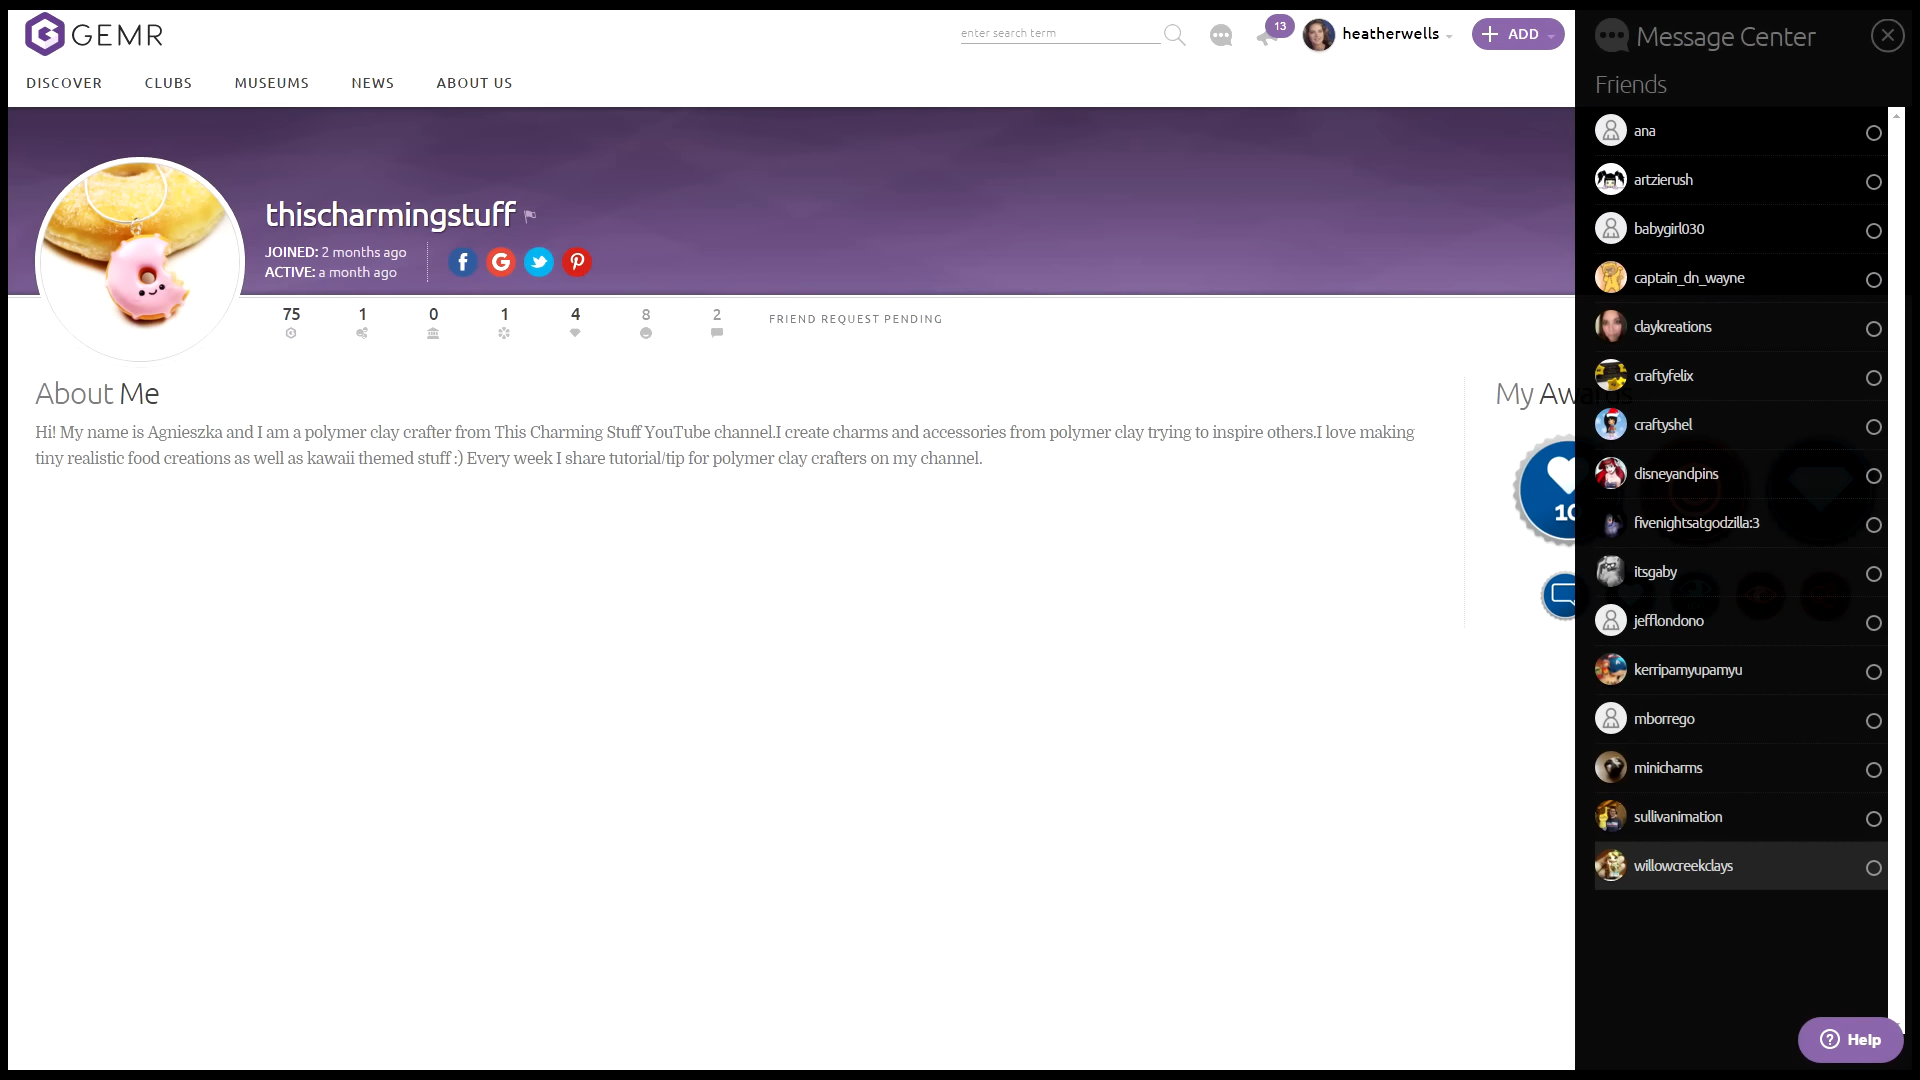 GEMR
enter search term
13
heatherwells
ADD
DISCOVER
CLUBS
MUSEUMS
NEWS
ABOUT US
thischarmingstuff
JOINED: 2 months ago
ACTIVE: a month ago
75
1
0
1
4
8
2
FRIEND REQUEST PENDING
About Me
Hi! My name is Agnieszka and I am a polymer clay crafter from This Charming Stuff YouTube channel.I create charms and accessories from polymer clay trying to inspire others.I love making
tiny realistic food creations as well as kawaii themed stuff :) Every week I share tutorial/tip for polymer clay crafters on my channel.
My Awards
10
Message Center
Friends
ana
artzierush
babygirl030
captain_dn_wayne
claykreations
craftyfelix
craftyshel
disneyandpins
fivenightsatgodzilla:3
itsgaby
jefflondono
kerripamyupamyu
mborrego
minicharms
sullivanimation
willowcreekclays
Help